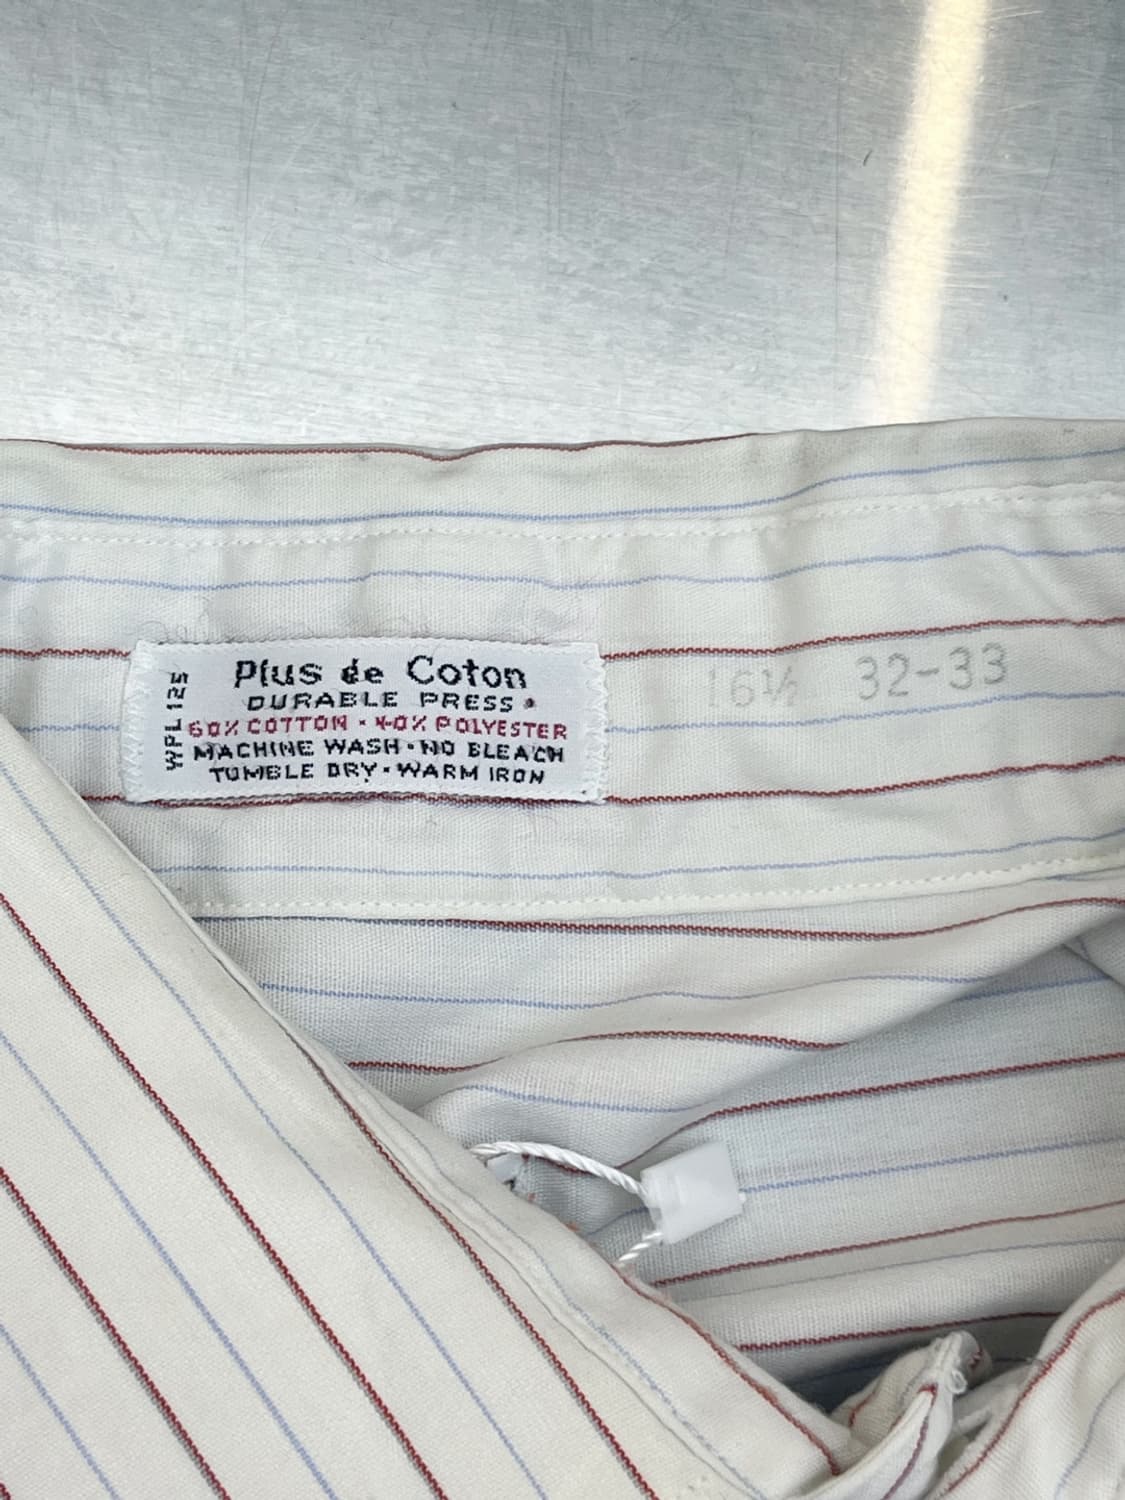 Plus de Coton
DURABLE PRESS
60% COTTON · 40% POLYESTER
MACHINE WASH · NO BLEACH
TUMBLE DRY · WARM IRON
WPL 125
6½ 32-33